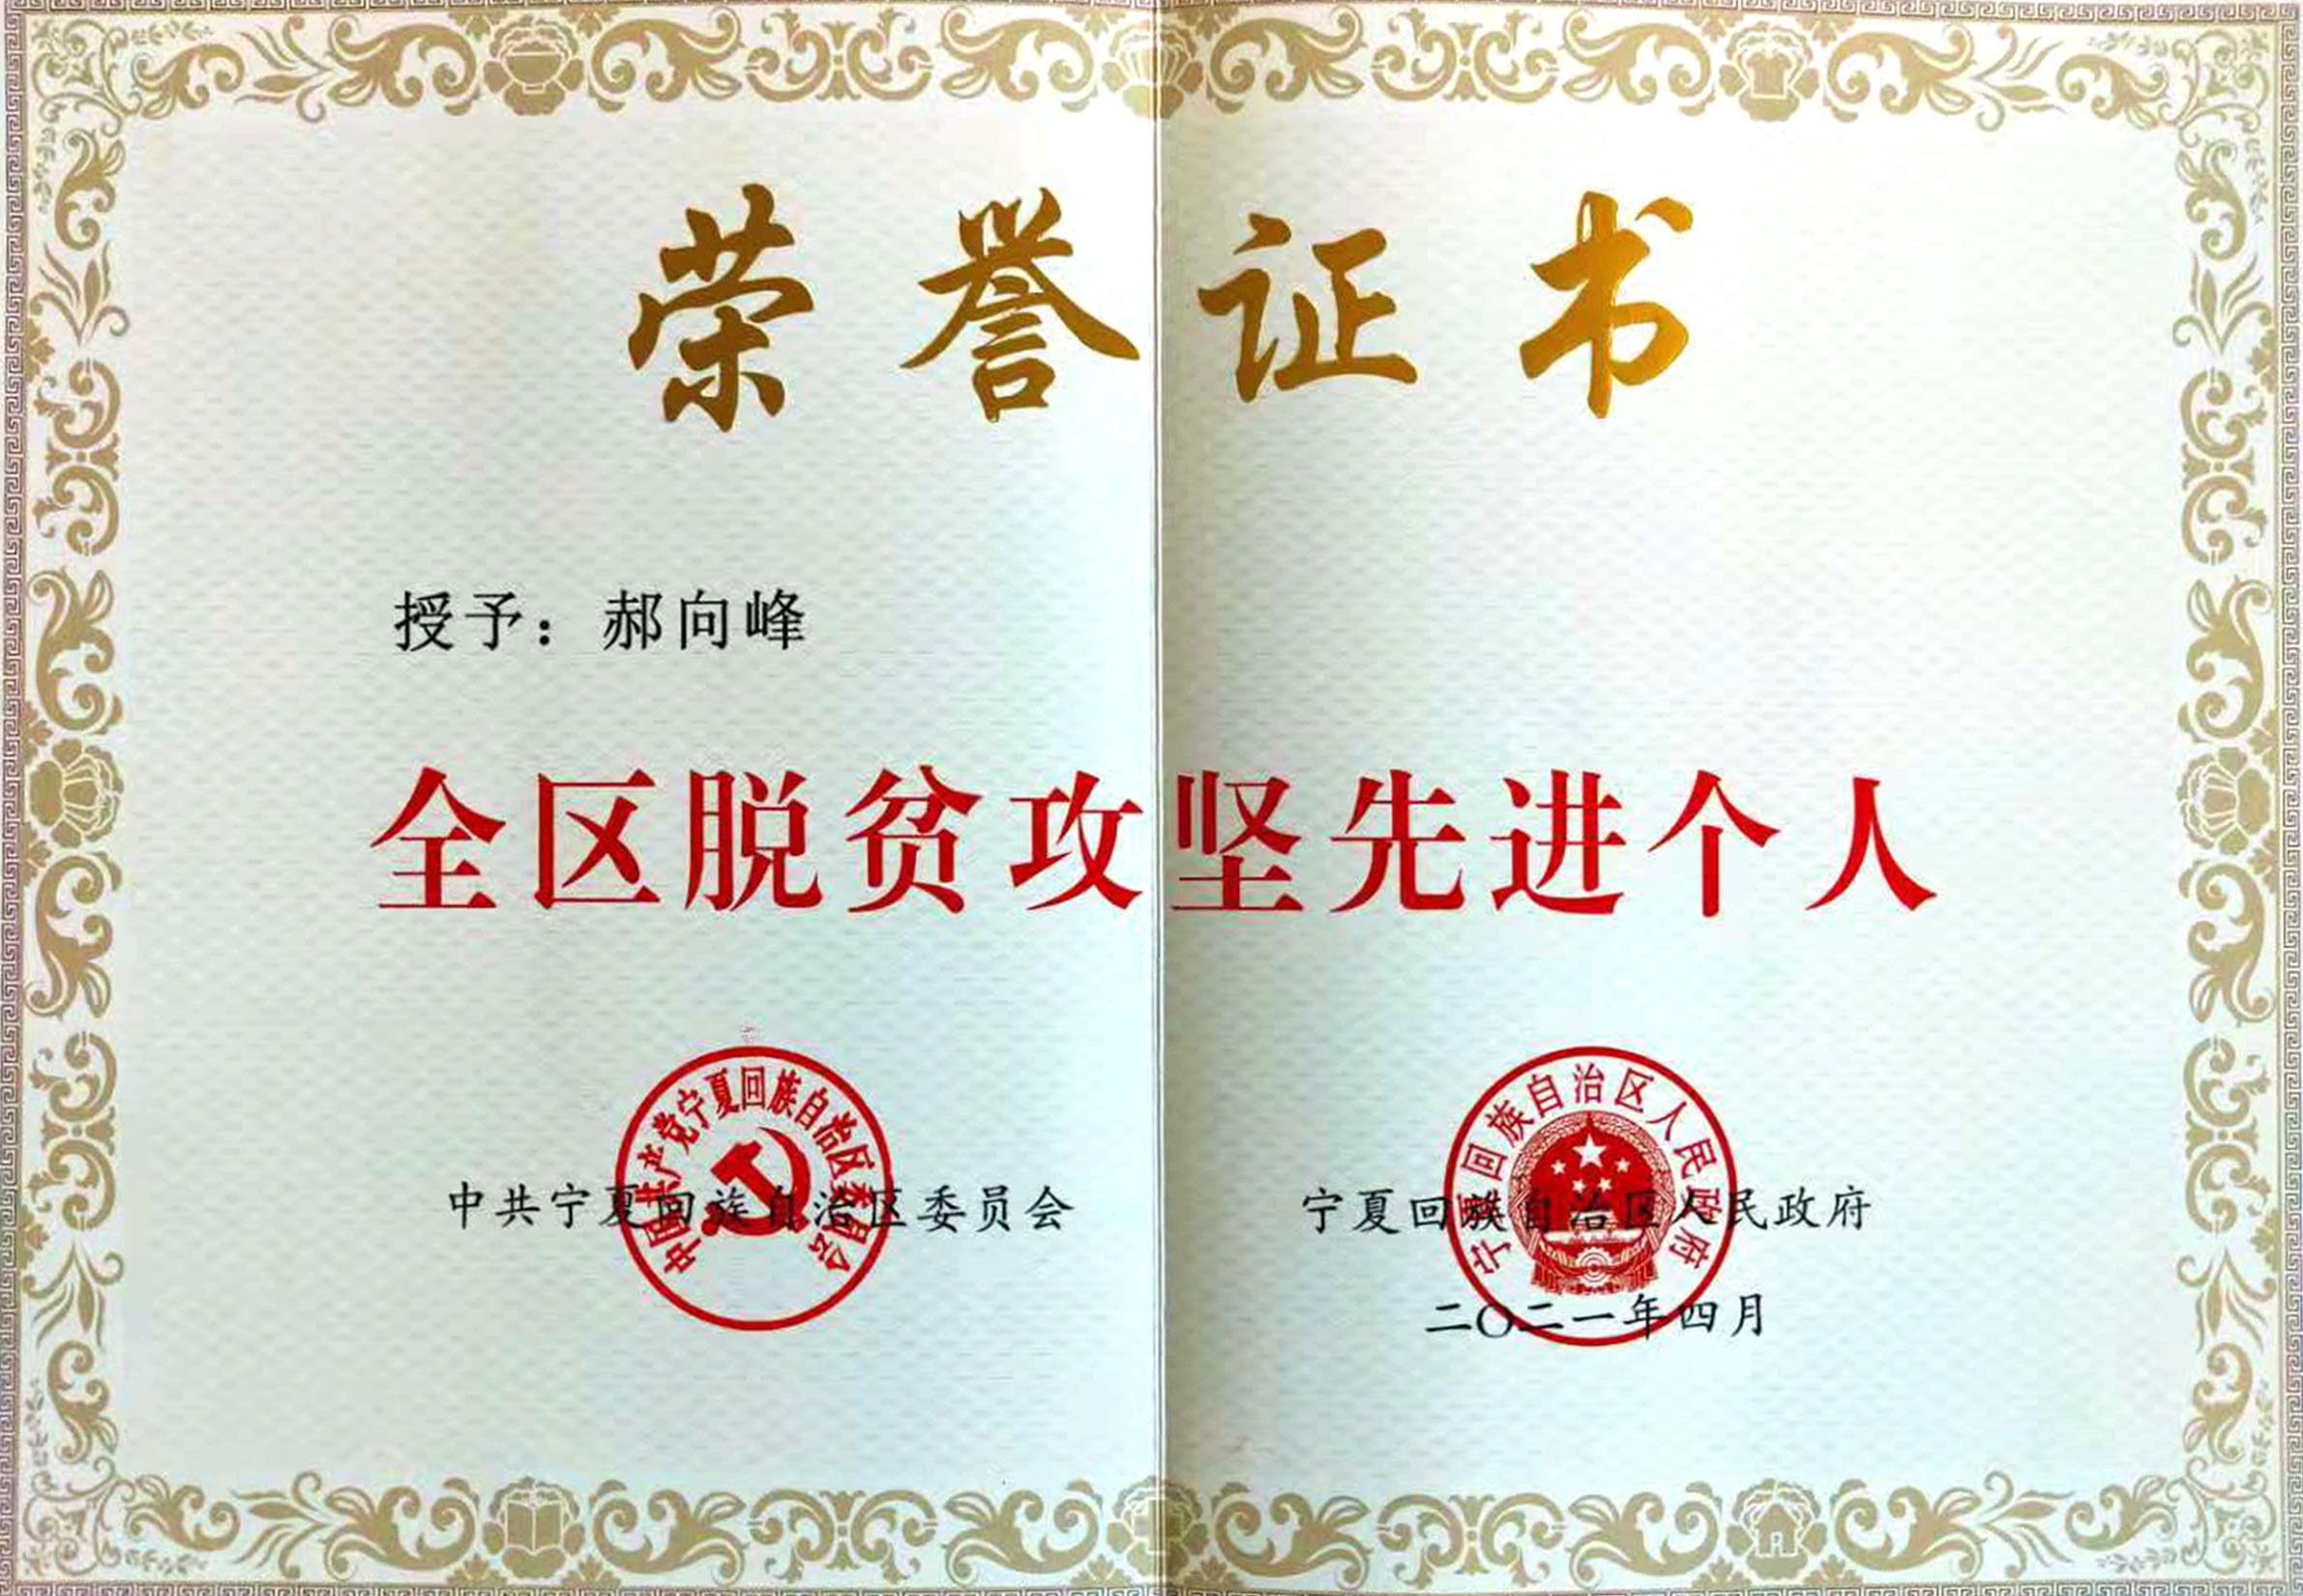 荣誉证书
授予：郝向峰
全区脱贫攻坚先进个人
中国共产党宁夏回族自治区委员会
中共宁夏回族自治区委员会
宁夏回族自治区人民政府
宁夏回族自治区人民政府
二〇二一年四月